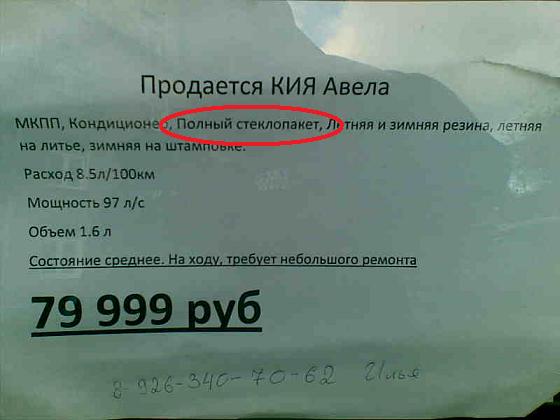 Продается КИЯ Авела
МКПП, Кондиционер, Полный стеклопакет, Летняя и зимняя резина, летняя
на литье, зимняя на штамповке.
Расход 8.5л/100км
Мощность 97 л/с
Объем 1.6 л
Состояние среднее. На ходу, требует небольшого ремонта
79 999 руб
8-926-340-70-62 Илья